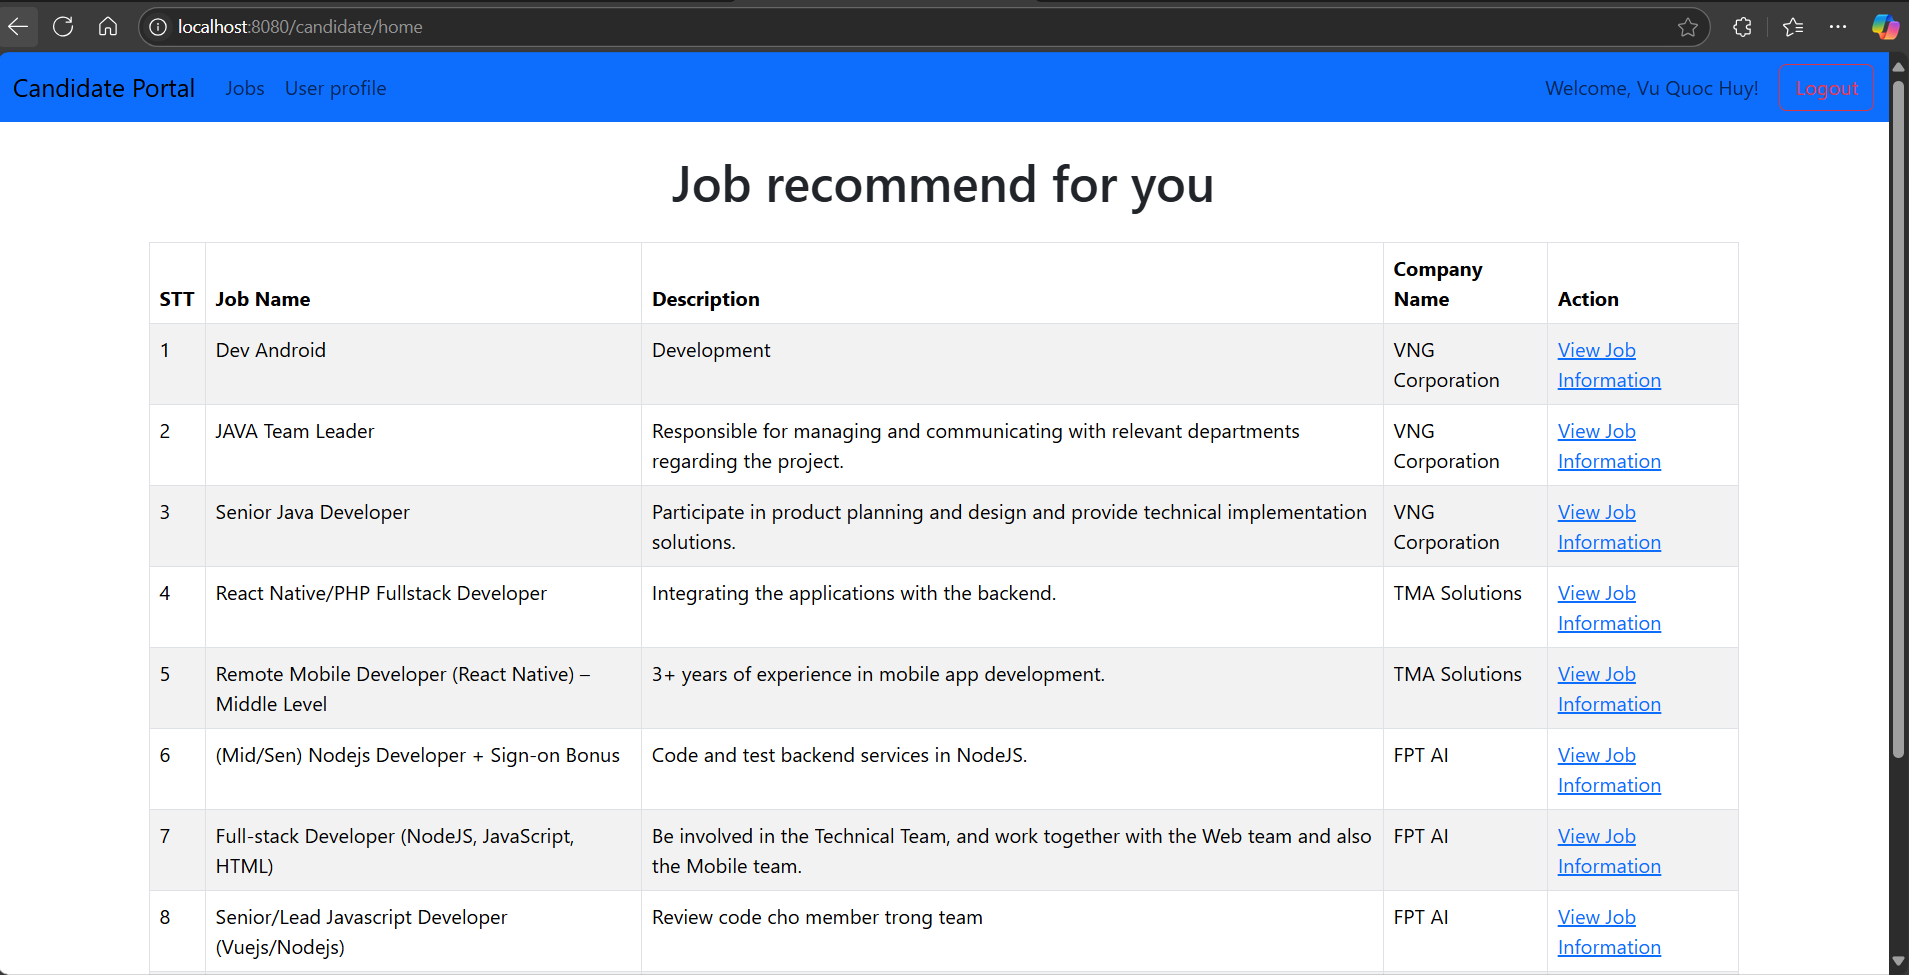 localhost:8080/candidate/home
Candidate Portal Jobs User profile Welcome, Vu Quoc Huy! Logout
Job recommend for you
STT Job Name Description Company Name Action
1 Dev Android Development VNG Corporation View Job Information
2 JAVA Team Leader Responsible for managing and communicating with relevant departments regarding the project. VNG Corporation View Job Information
3 Senior Java Developer Participate in product planning and design and provide technical implementation solutions. VNG Corporation View Job Information
4 React Native/PHP Fullstack Developer Integrating the applications with the backend. TMA Solutions View Job Information
5 Remote Mobile Developer (React Native) – Middle Level 3+ years of experience in mobile app development. TMA Solutions View Job Information
6 (Mid/Sen) Nodejs Developer + Sign-on Bonus Code and test backend services in NodeJS. FPT AI View Job Information
7 Full-stack Developer (NodeJS, JavaScript, HTML) Be involved in the Technical Team, and work together with the Web team and also the Mobile team. FPT AI View Job Information
8 Senior/Lead Javascript Developer (Vuejs/Nodejs) Review code cho member trong team FPT AI View Job Information